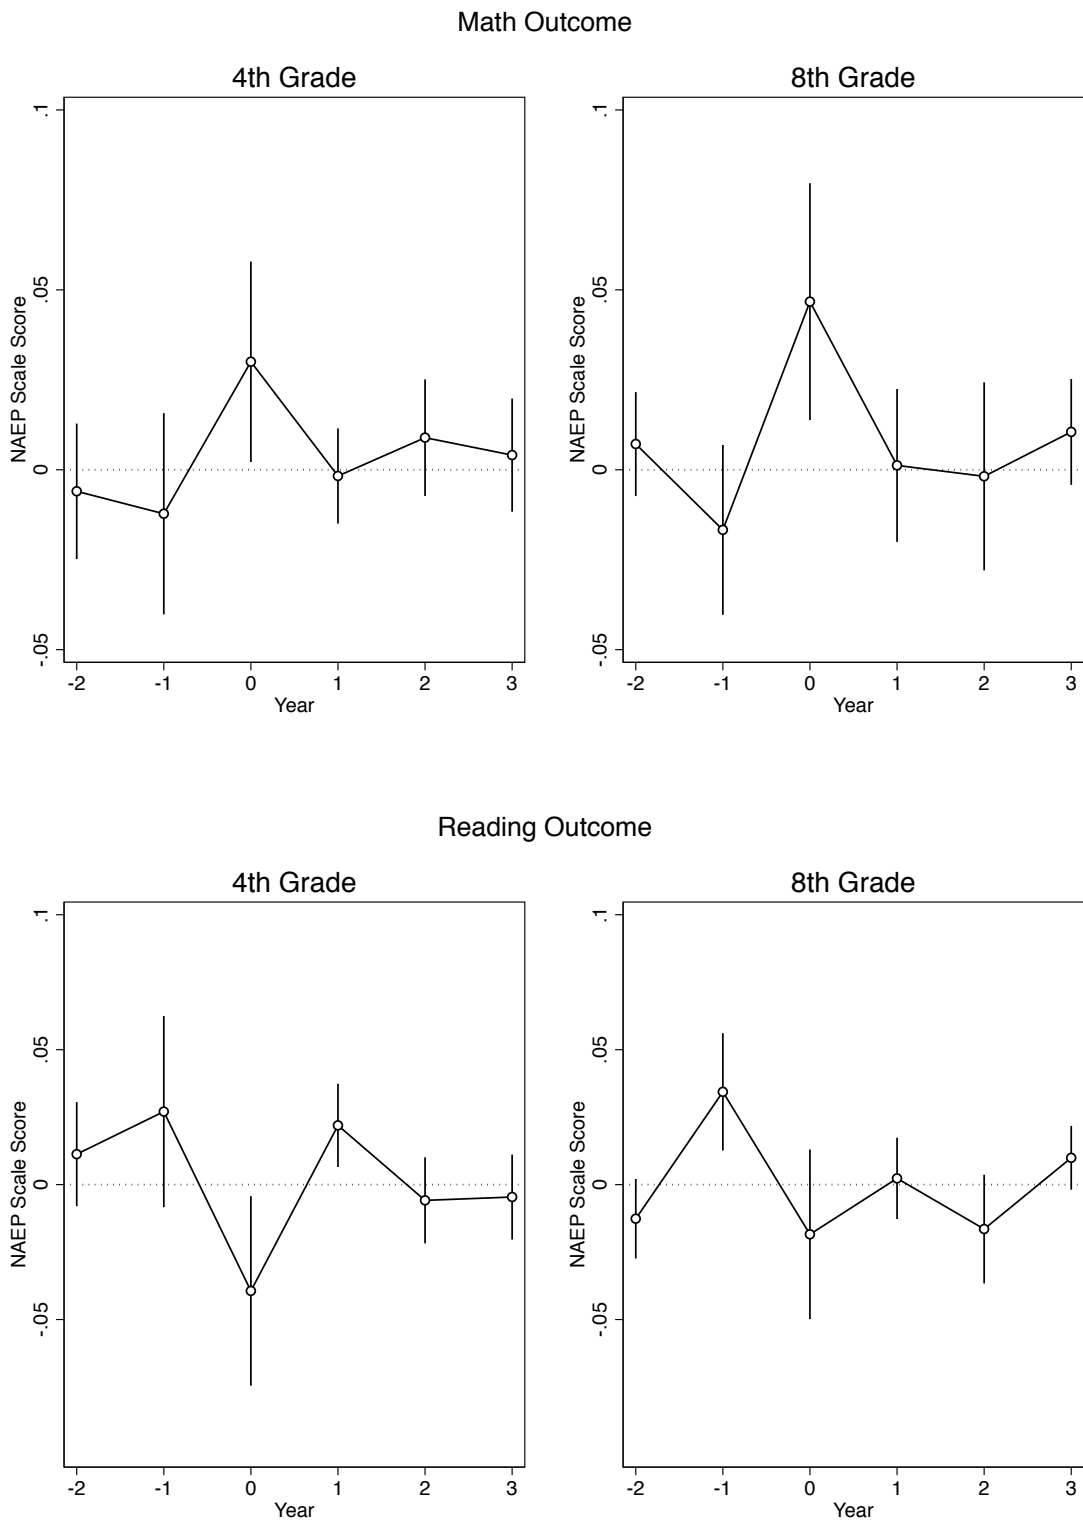 Math Outcome
4th Grade
NAEP Scale Score
.1
.05
0
-.05
-2 -1 0 1 2 3
Year
8th Grade
NAEP Scale Score
.1
.05
0
-.05
-2 -1 0 1 2 3
Year
Reading Outcome
4th Grade
NAEP Scale Score
.1
.05
0
-.05
-2 -1 0 1 2 3
Year
8th Grade
NAEP Scale Score
.1
.05
0
-.05
-2 -1 0 1 2 3
Year